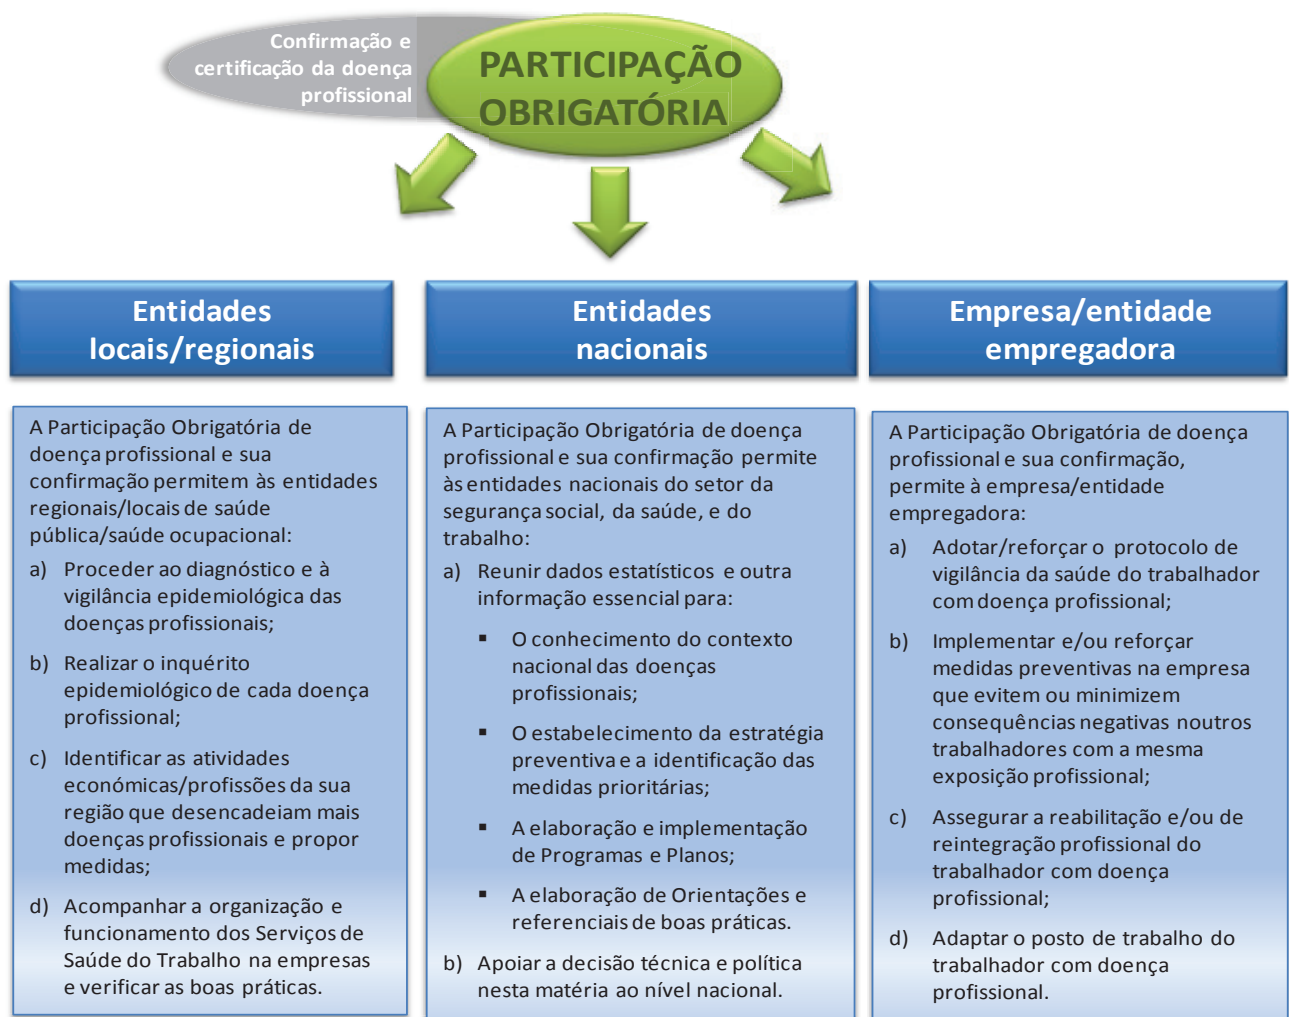 Confirmação e
certificação da doença
profissional
PARTICIPAÇÃO
OBRIGATÓRIA
Entidades
locais/regionais
A Participação Obrigatória de
doença profissional e sua
confirmação permitem às entidades
regionais/locais de saúde
pública/saúde ocupacional:
a) Proceder ao diagnóstico e à
vigilância epidemiológica das
doenças profissionais;
b) Realizar o inquérito
epidemiológico de cada doença
profissional;
c) Identificar as atividades
económicas/profissões da sua
região que desencadeiam mais
doenças profissionais e propor
medidas;
d) Acompanhar a organização e
funcionamento dos Serviços de
Saúde do Trabalho na empresas
e verificar as boas práticas.
Entidades
nacionais
A Participação Obrigatória de doença
profissional e sua confirmação permite
às entidades nacionais do setor da
segurança social, da saúde, e do
trabalho:
a) Reunir dados estatísticos e outra
informação essencial para:
▪ O conhecimento do contexto
nacional das doenças
profissionais;
▪ O estabelecimento da estratégia
preventiva e a identificação das
medidas prioritárias;
▪ A elaboração e implementação
de Programas e Planos;
▪ A elaboração de Orientações e
referenciais de boas práticas.
b) Apoiar a decisão técnica e política
nesta matéria ao nível nacional.
Empresa/entidade
empregadora
A Participação Obrigatória de doença
profissional e sua confirmação,
permite à empresa/entidade
empregadora:
a) Adotar/reforçar o protocolo de
vigilância da saúde do trabalhador
com doença profissional;
b) Implementar e/ou reforçar
medidas preventivas na empresa
que evitem ou minimizem
consequências negativas noutros
trabalhadores com a mesma
exposição profissional;
c) Assegurar a reabilitação e/ou de
reintegração profissional do
trabalhador com doença
profissional;
d) Adaptar o posto de trabalho do
trabalhador com doença
profissional.